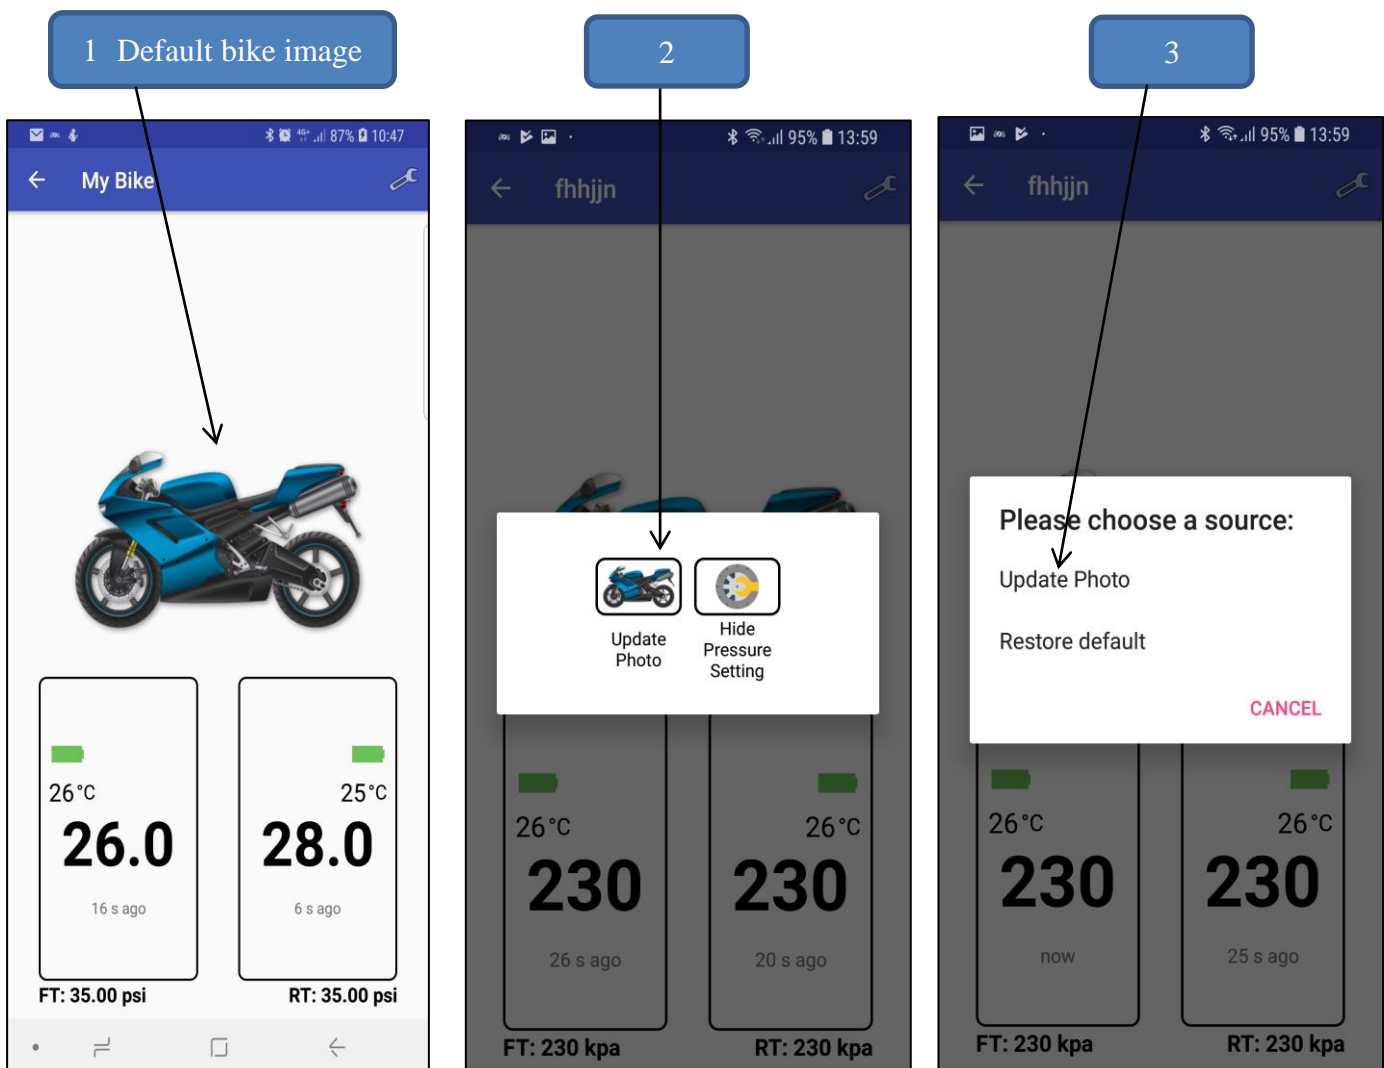 1 Default bike image
2
3
4G+ 87% 10:47
My Bike
26°C
26.0
16 s ago
25°C
28.0
6 s ago
FT: 35.00 psi
RT: 35.00 psi
95% 13:59
fhhjjn
Update
Photo
Hide
Pressure
Setting
26°C
230
26 s ago
26°C
230
20 s ago
FT: 230 kpa
RT: 230 kpa
95% 13:59
fhhjjn
Please choose a source:
Update Photo
Restore default
CANCEL
26°C
230
now
26°C
230
25 s ago
FT: 230 kpa
RT: 230 kpa